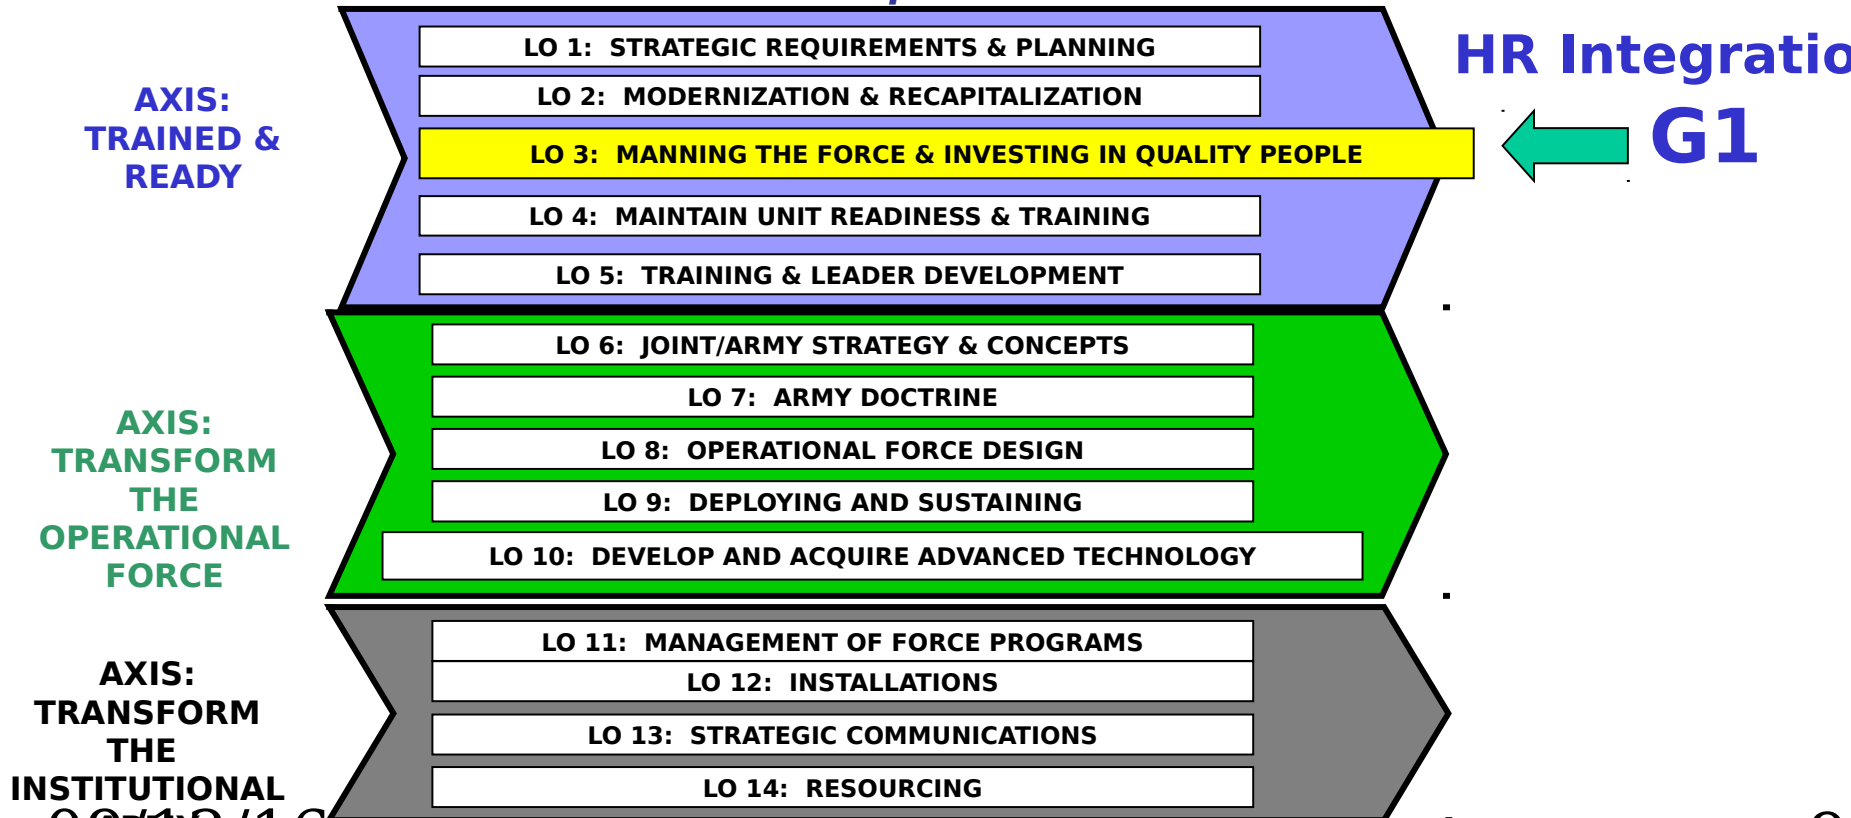 LO 1: STRATEGIC REQUIREMENTS & PLANNING
HR Integratio
LO 2: MODERNIZATION & RECAPITALIZATION
AXIS:
TRAINED &
READY
LO 3: MANNING THE FORCE & INVESTING IN QUALITY PEOPLE
G1
LO 4: MAINTAIN UNIT READINESS & TRAINING
LO 5: TRAINING & LEADER DEVELOPMENT
LO 6: JOINT/ARMY STRATEGY & CONCEPTS
LO 7: ARMY DOCTRINE
AXIS:
TRANSFORM
THE
OPERATIONAL
FORCE
LO 8: OPERATIONAL FORCE DESIGN
LO 9: DEPLOYING AND SUSTAINING
LO 10: DEVELOP AND ACQUIRE ADVANCED TECHNOLOGY
LO 11: MANAGEMENT OF FORCE PROGRAMS
AXIS:
TRANSFORM
THE
INSTITUTIONAL
LO 12: INSTALLATIONS
LO 13: STRATEGIC COMMUNICATIONS
LO 14: RESOURCING